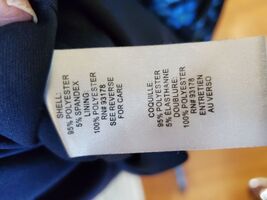 SHELL:
95% POLYESTER
5% SPANDEX
LINING:
100% POLYESTER
RN# 93178
SEE REVERSE
FOR CARE
COQUILLE:
95% POLYESTER
5% ÉLASTHANNE
DOUBLURE:
100% POLYESTER
RN# 93178
ENTRETIEN
AU VERSO